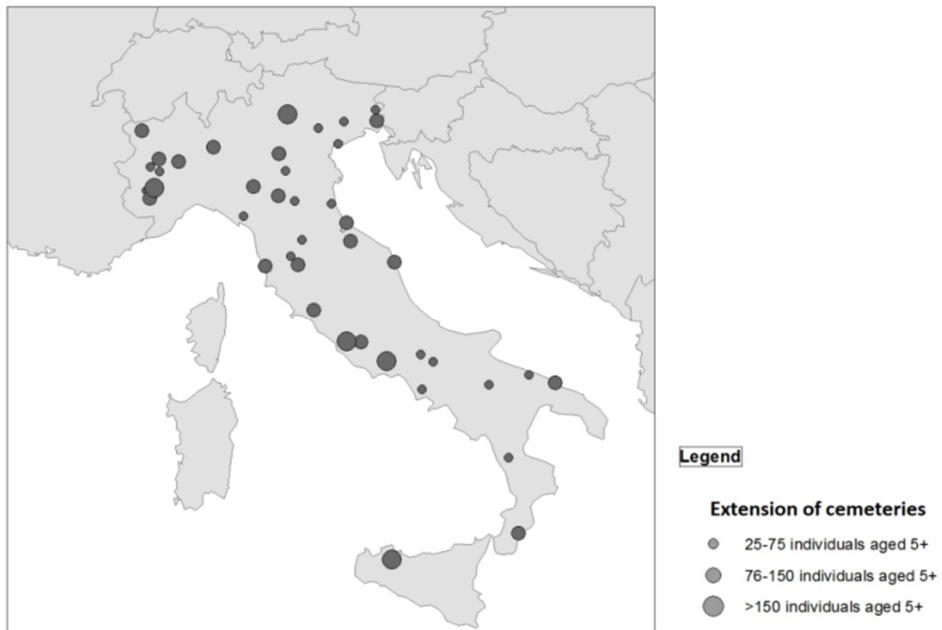 Legend
Extension of cemeteries
25-75 individuals aged 5+
76-150 individuals aged 5+
>150 individuals aged 5+